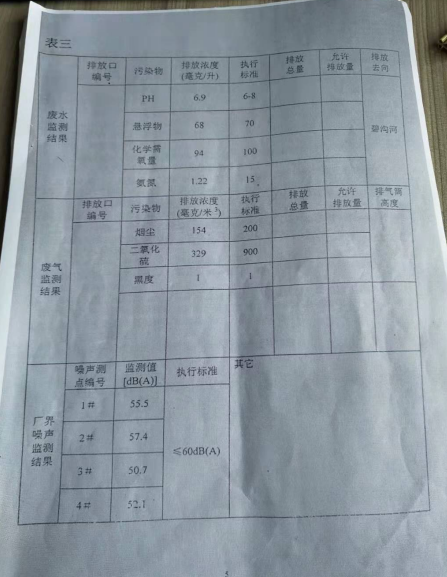 表三
废水监测结果
排放口编号 污染物 排放浓度(毫克/升) 执行标准 排放总量 允许排放量 排放去向
PH 6.9 6-8
悬浮物 68 70
化学需氧量 94 100
氨氮 1.22 15
废气监测结果
排放口编号 污染物 排放浓度(毫克/米³) 执行标准 排放总量 允许排放量 排气筒高度
烟尘 154 200
二氧化硫 329 900
黑度 1 1
厂界噪声监测结果
噪声测点编号 监测值[dB(A)] 执行标准 其它
1# 55.5
2# 57.4
≤60dB(A)
3# 50.7
4# 52.1
5